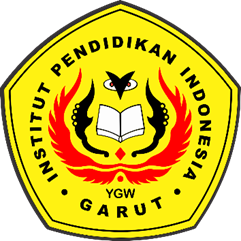 INSTITUT PENDIDIKAN INDONESIA
YGW
• GARUT •